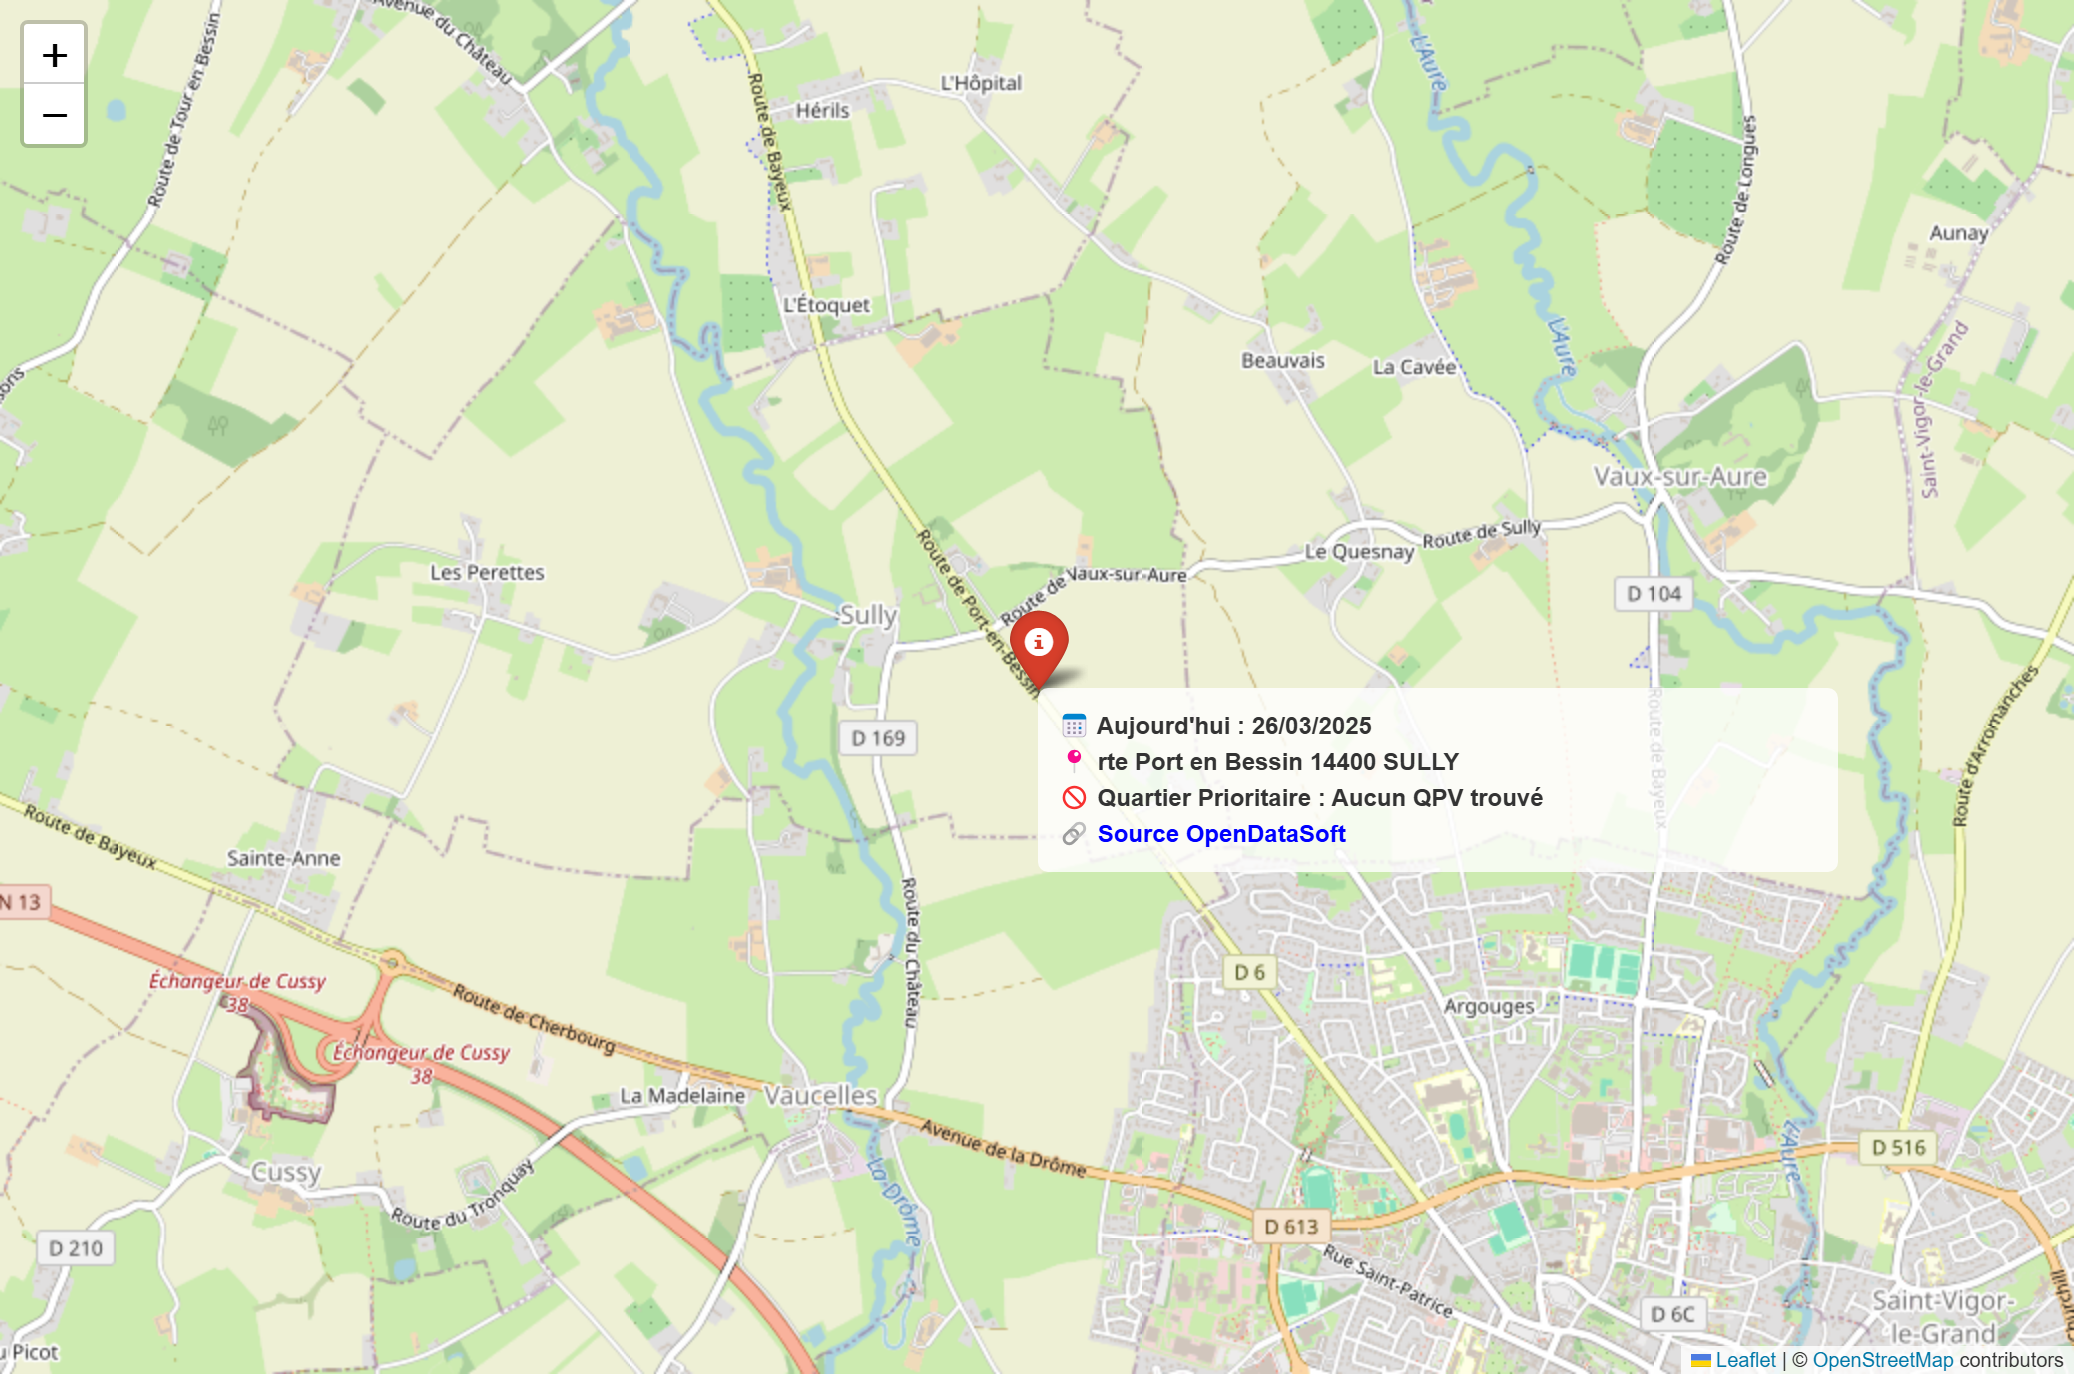 +
−
Avenue du Château
Route de Tour en Bessin
Route de Bayeux
Hérils
L'Hôpital
L'Aure
Route de Longues
Aunay
L'Étoquet
Beauvais
La Cavée
L'Aure
Saint-Vigor-le-Grand
Vaux-sur-Aure
Les Perettes
Route de Port-en-Bessin
Route de Vaux-sur-Aure
Le Quesnay
Route de Sully
D 104
Sully
D 169
Aujourd'hui : 26/03/2025
rte Port en Bessin 14400 SULLY
Quartier Prioritaire : Aucun QPV trouvé
Source OpenDataSoft
Route de Bayeux
Route d'Arromanches
Route de Bayeux
Sainte-Anne
N 13
Route du Château
Échangeur de Cussy
38
Route de Cherbourg
Échangeur de Cussy
38
D 6
Argouges
La Madelaine
Vaucelles
Avenue de la Drôme
L'Aure
D 516
Cussy
Route du Tronquay
La Drôme
D 210
D 613
Rue Saint-Patrice
D 6C
Saint-Vigor-
le-Grand
Churchill
Picot
Leaflet | © OpenStreetMap contributors